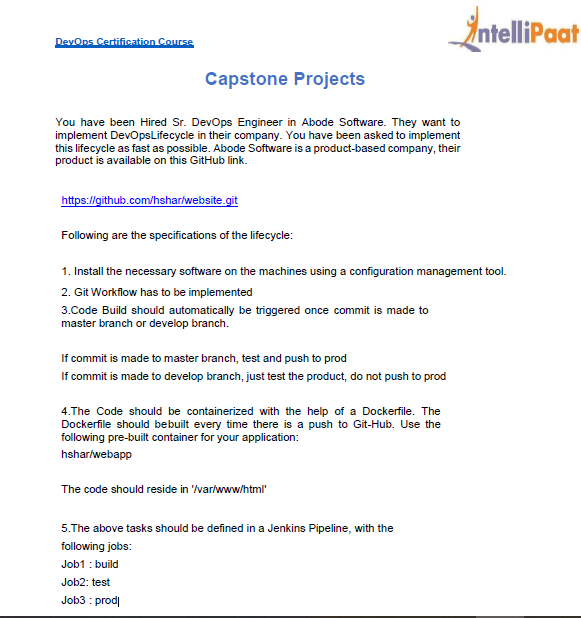 DevOps Certification Course
IntelliPaat
Capstone Projects
You have been Hired Sr. DevOps Engineer in Abode Software. They want to
implement DevOpsLifecycle in their company. You have been asked to implement
this lifecycle as fast as possible. Abode Software is a product-based company, their
product is available on this GitHub link.
https://github.com/hshar/website.git
Following are the specifications of the lifecycle:
1. Install the necessary software on the machines using a configuration management tool.
2. Git Workflow has to be implemented
3.Code Build should automatically be triggered once commit is made to
master branch or develop branch.
If commit is made to master branch, test and push to prod
If commit is made to develop branch, just test the product, do not push to prod
4.The Code should be containerized with the help of a Dockerfile. The
Dockerfile should bebuilt every time there is a push to Git-Hub. Use the
following pre-built container for your application:
hshar/webapp
The code should reside in '/var/www/html'
5.The above tasks should be defined in a Jenkins Pipeline, with the
following jobs:
Job1 : build
Job2: test
Job3 : prod